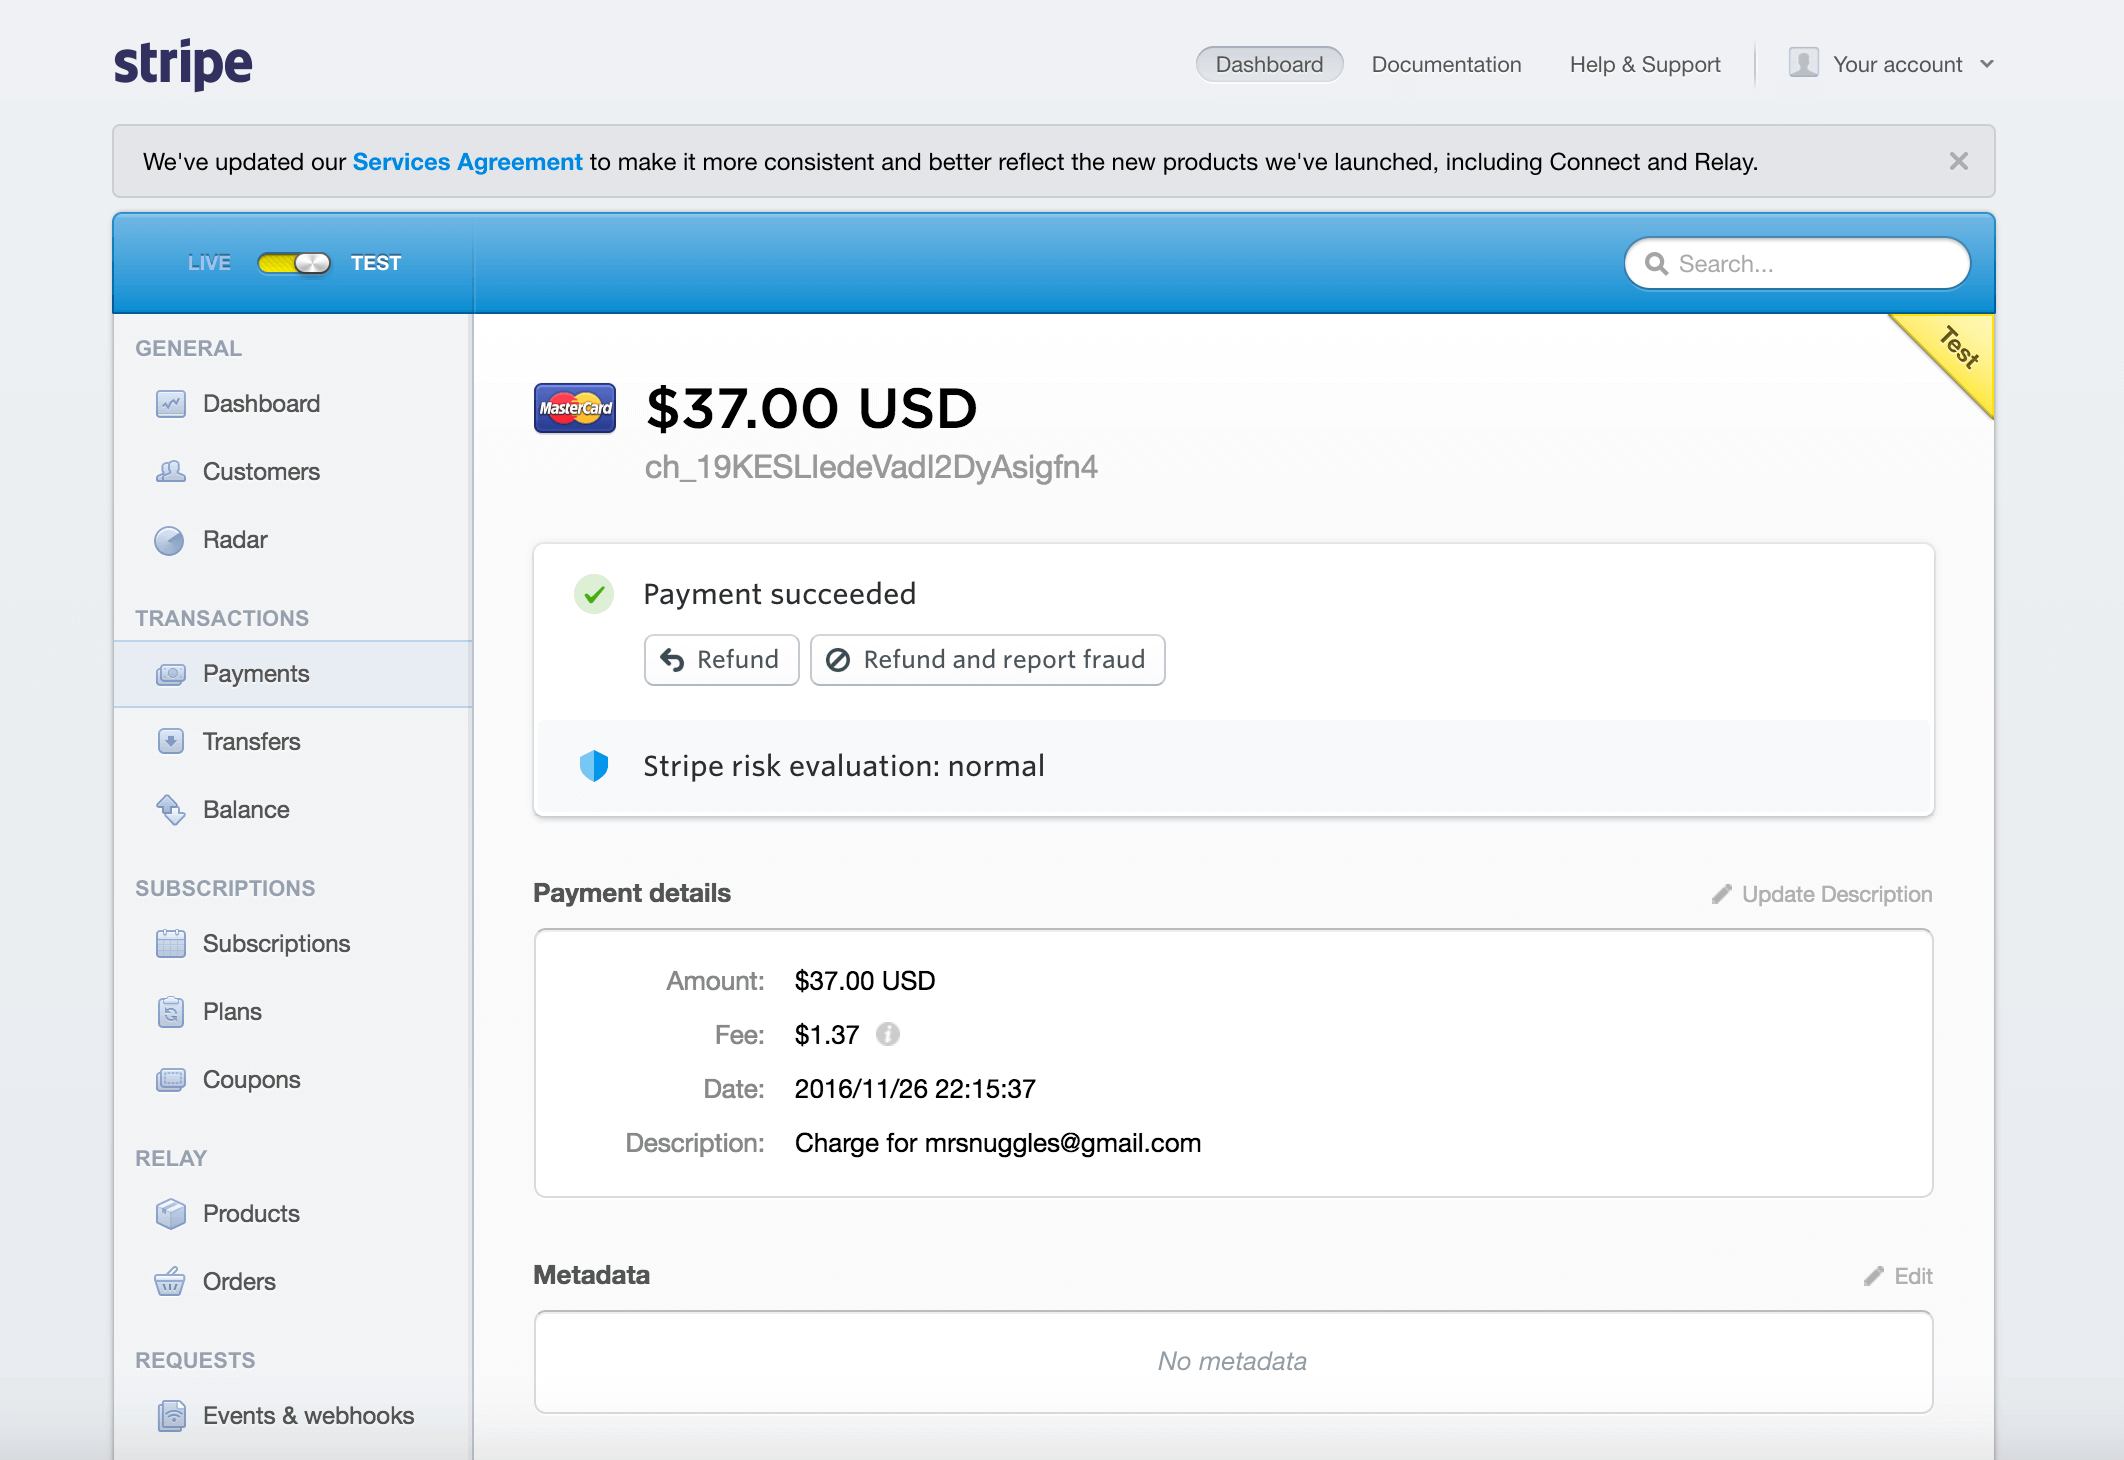 stripe
Dashboard Documentation Help & Support Your account
We've updated our Services Agreement to make it more consistent and better reflect the new products we've launched, including Connect and Relay.
LIVE TEST Search...
Test
GENERAL
Dashboard
Customers
Radar
TRANSACTIONS
Payments
Transfers
Balance
SUBSCRIPTIONS
Subscriptions
Plans
Coupons
RELAY
Products
Orders
REQUESTS
Events & webhooks
MasterCard $37.00 USD
ch_19KESLIedeVadI2DyAsigfn4
Payment succeeded
Refund Refund and report fraud
Stripe risk evaluation: normal
Payment details Update Description
Amount: $37.00 USD
Fee: $1.37
Date: 2016/11/26 22:15:37
Description: Charge for mrsnuggles@gmail.com
Metadata Edit
No metadata